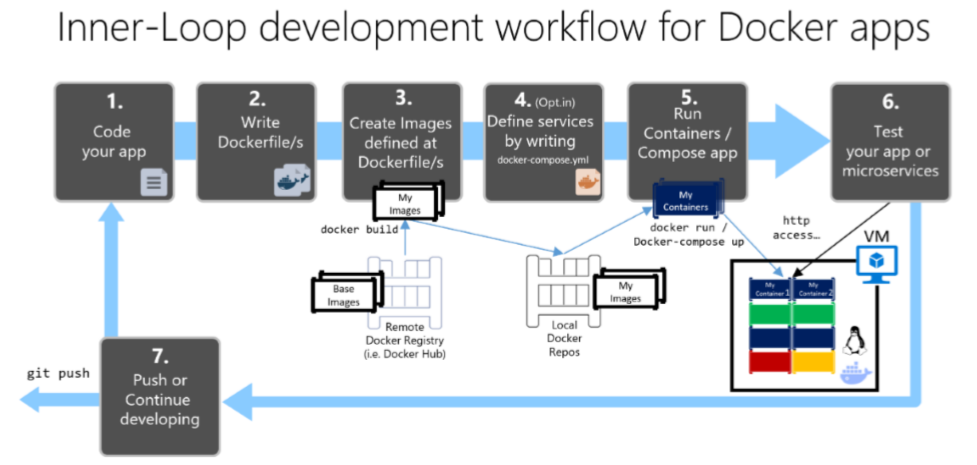 Inner-Loop development workflow for Docker apps
1.
Code
your app
2.
Write
Dockerfile/s
3.
Create Images
defined at
Dockerfile/s
My
Images
docker build
4. (Opt.in)
Define services
by writing
docker-compose.yml
5.
Run
Containers /
Compose app
My
Containers
docker run /
Docker-compose up
6.
Test
your app or
microservices
http
access…
VM
Base
Images
Remote
Docker Registry
(i.e. Docker Hub)
My
Images
Local
Docker
Repos
My
Container 1
My
Container 2
7.
Push or
Continue
developing
git push